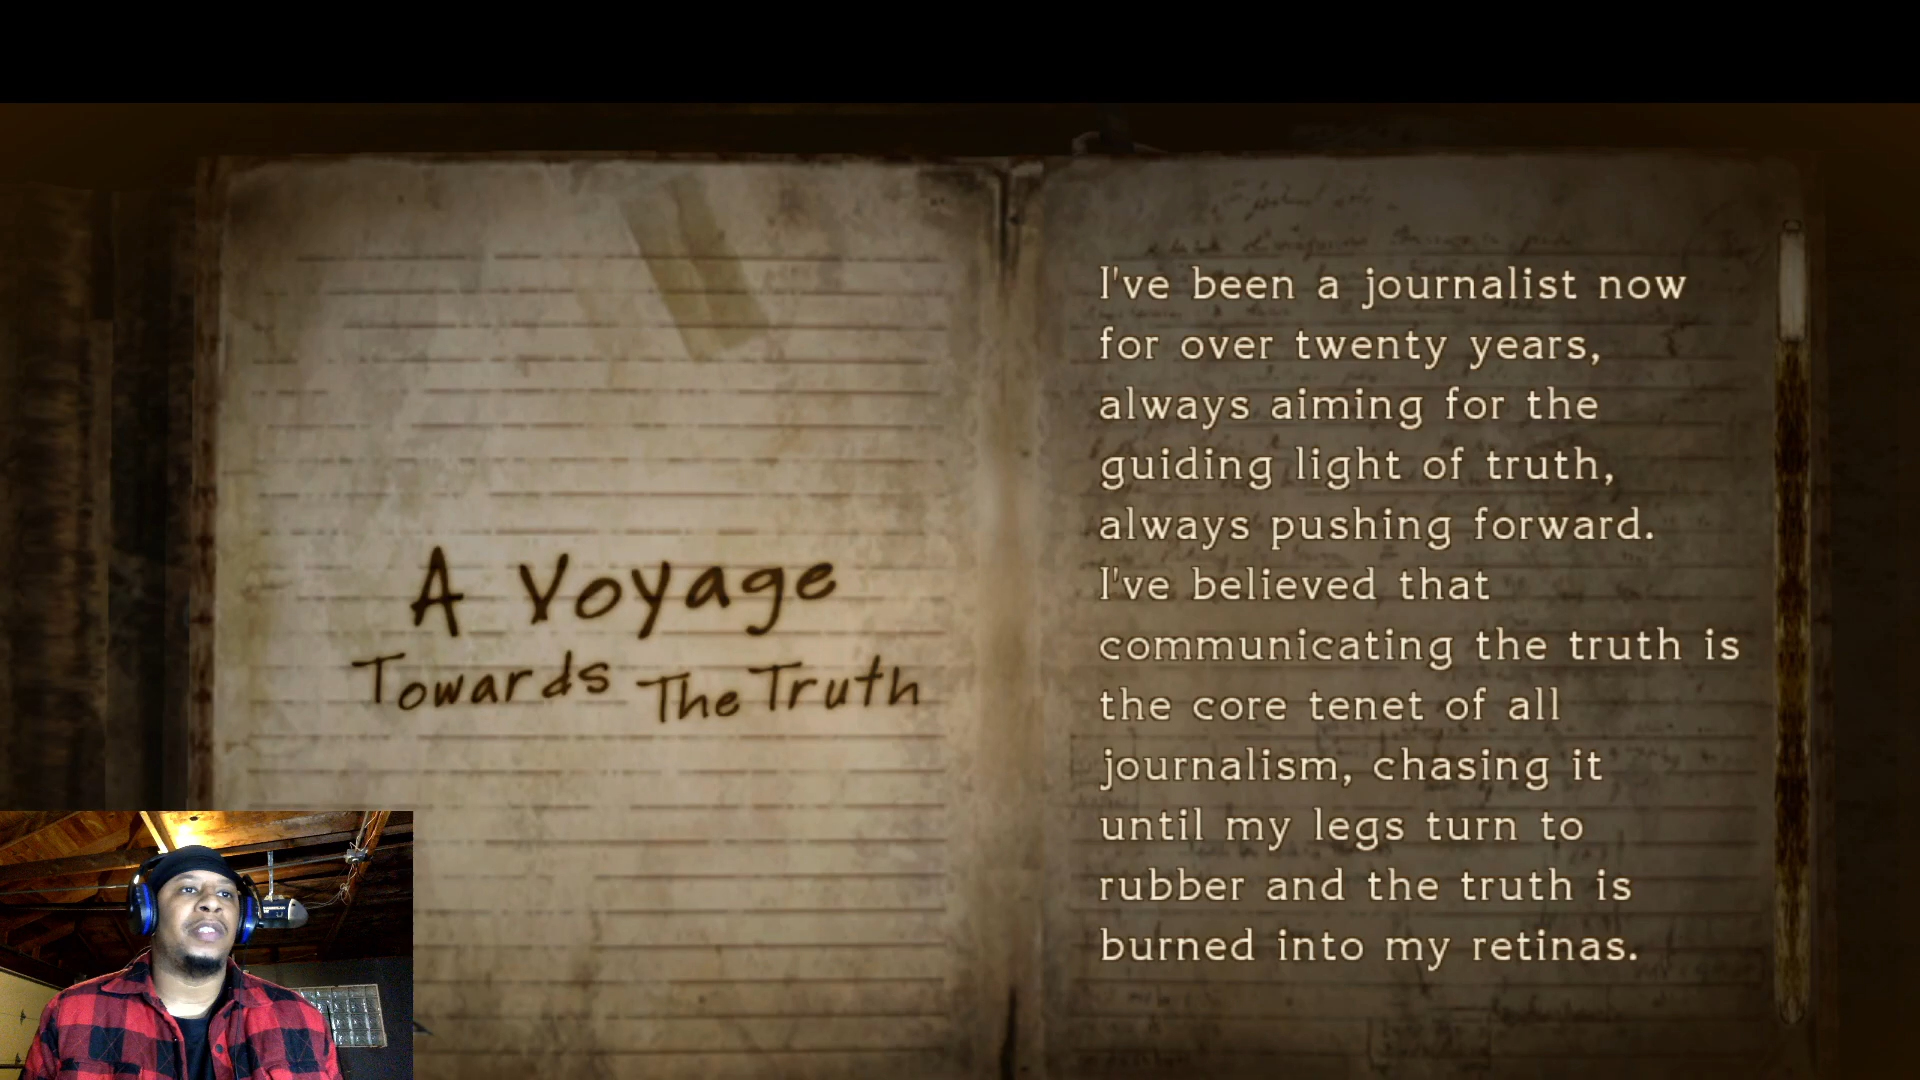 A Voyage
Towards The Truth
I've been a journalist now
for over twenty years,
always aiming for the
guiding light of truth,
always pushing forward.
I've believed that
communicating the truth is
the core tenet of all
journalism, chasing it
until my legs turn to
rubber and the truth is
burned into my retinas.